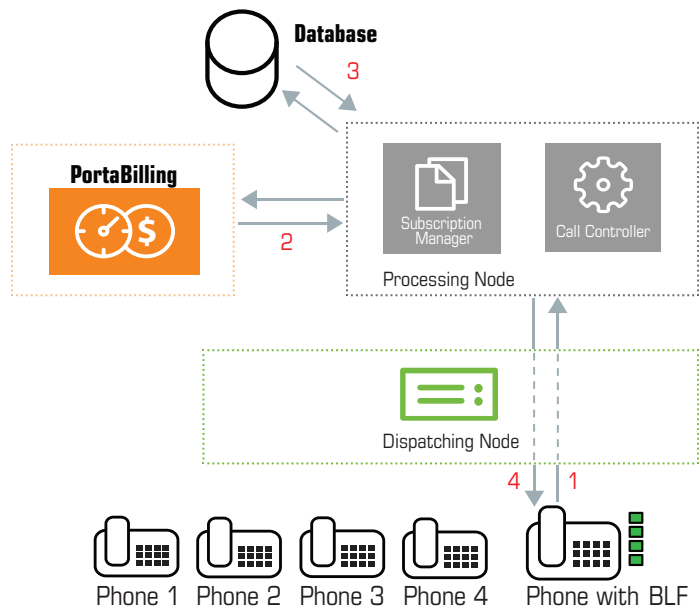 Database
3
PortaBilling
$
2
Subscription
Manager
Call Controller
Processing Node
Dispatching Node
4
1
Phone 1
Phone 2
Phone 3
Phone 4
Phone with BLF